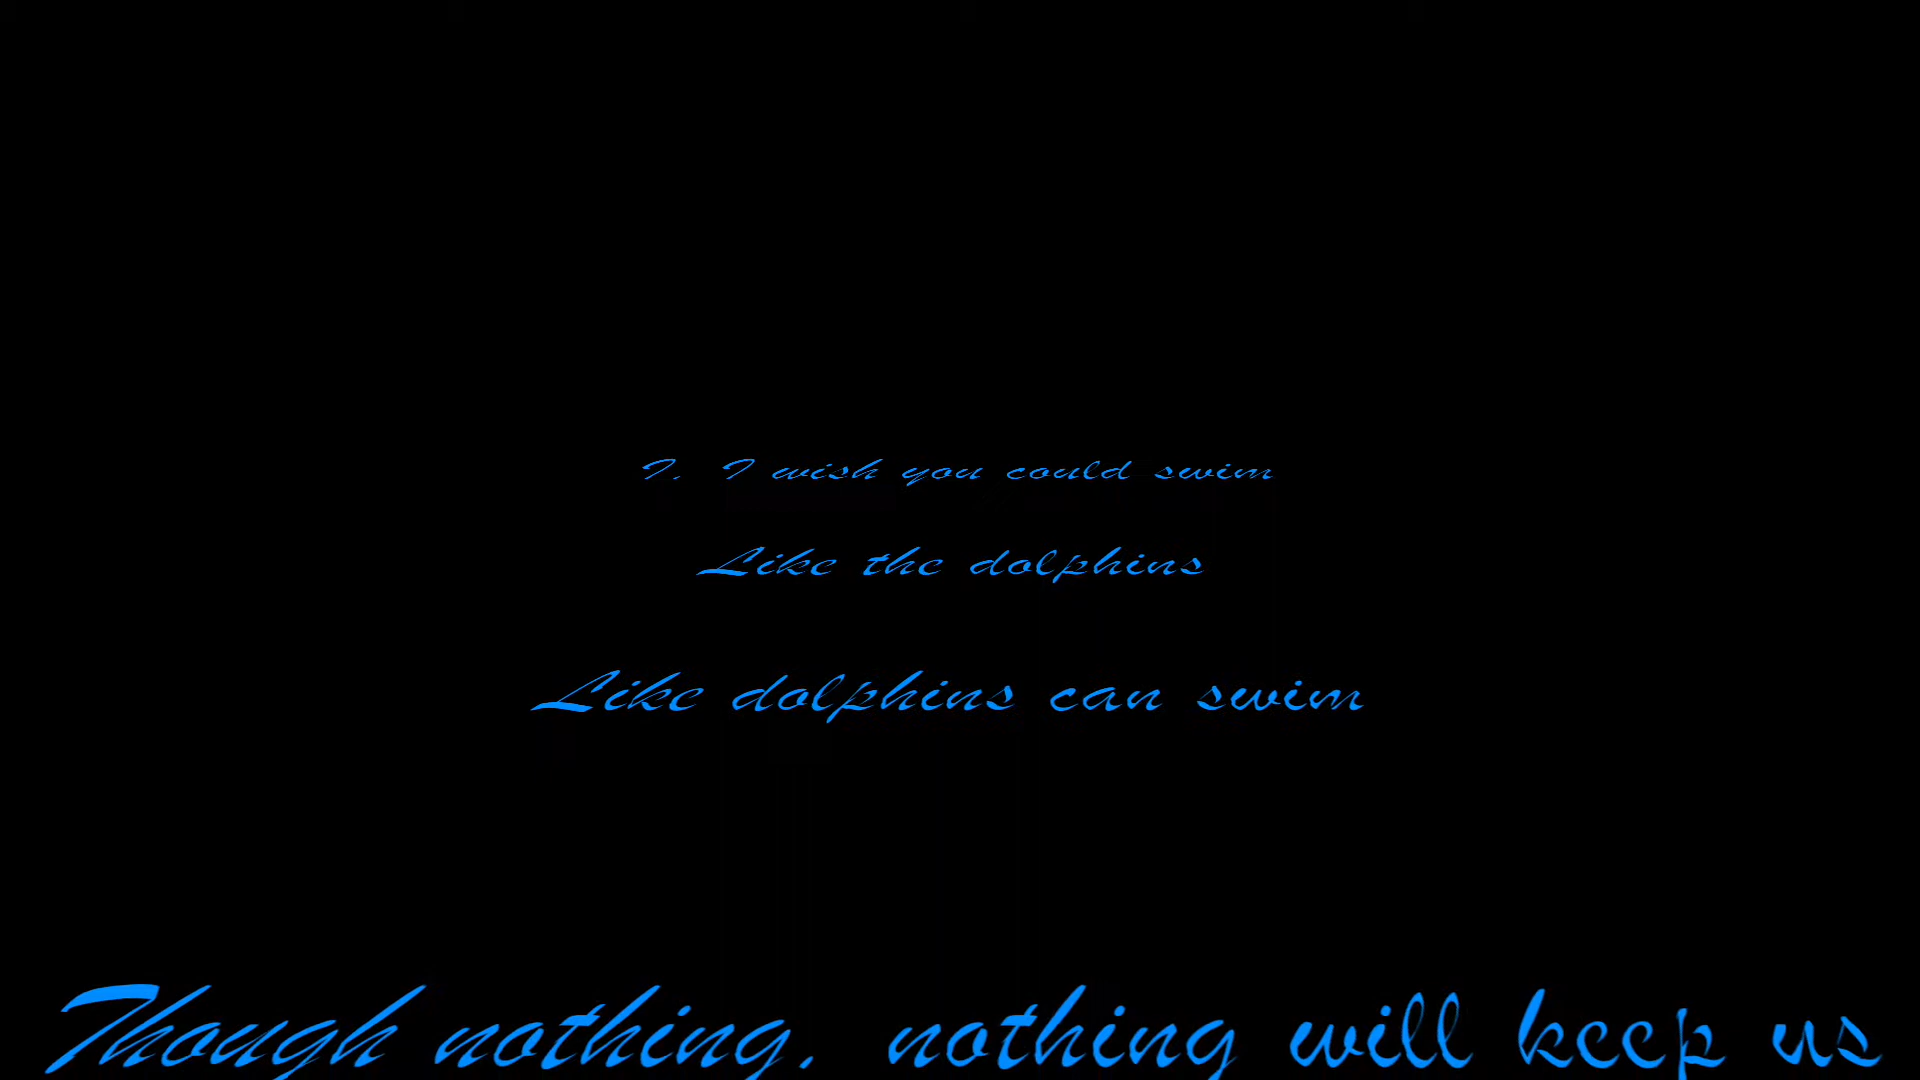 I. I wish you could swim
Like the dolphins
Like dolphins can swim
Though nothing, nothing will keep us